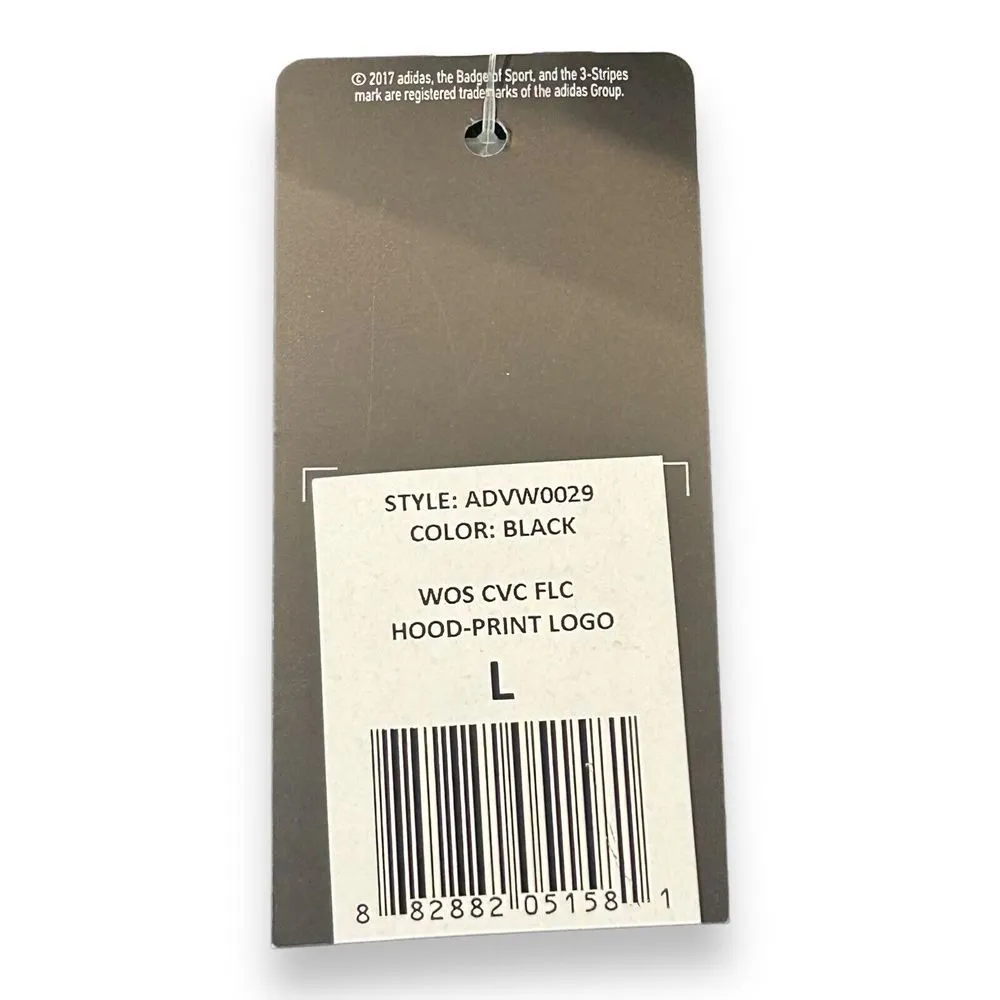 © 2017 adidas, the Badge of Sport, and the 3-Stripes
mark are registered trademarks of the adidas Group.
STYLE: ADVW0029
COLOR: BLACK
WOS CVC FLC
HOOD-PRINT LOGO
L
8 82882 05158 1